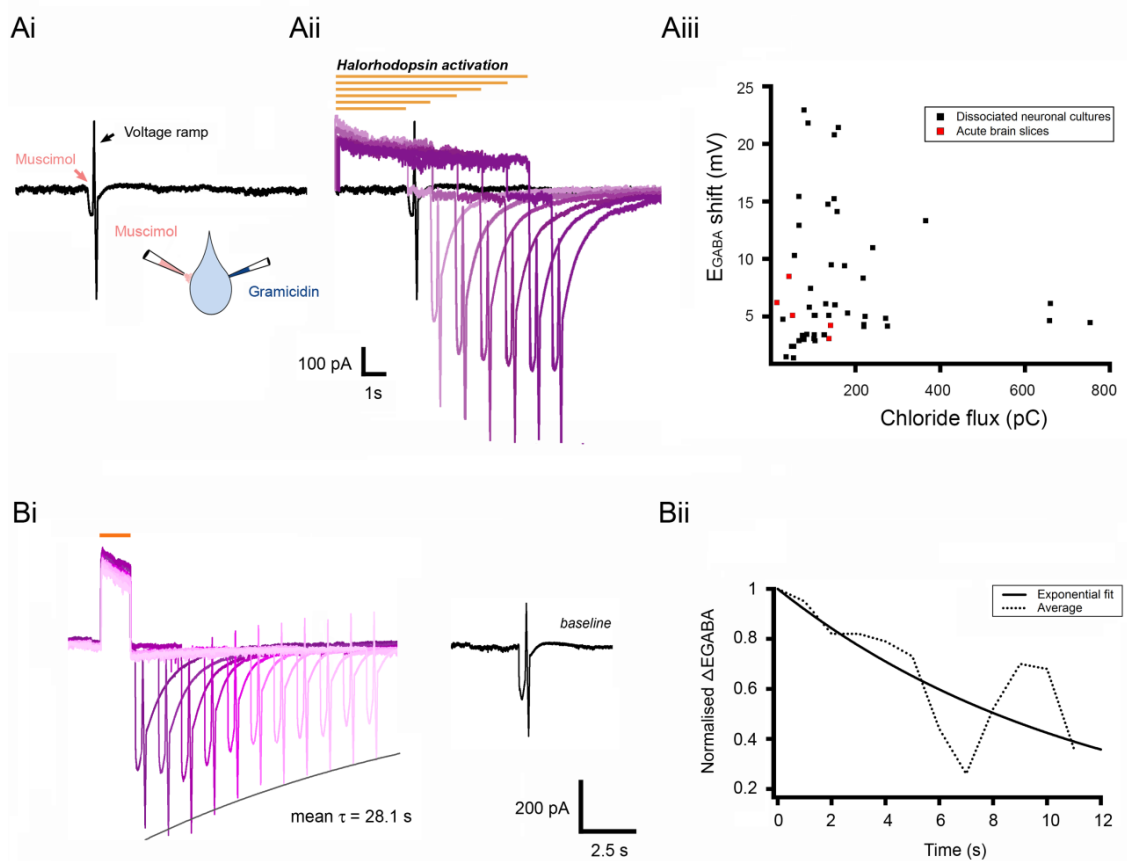 Ai
Voltage ramp
Muscimol
Muscimol
Gramicidin
Aii
Halorhodopsin activation
100 pA
1s
Aiii
25
20
15
10
5
EGABA shift (mV)
Dissociated neuronal cultures
Acute brain slices
200
400
600
800
Chloride flux (pC)
Bi
mean τ = 28.1 s
baseline
200 pA
2.5 s
Bii
1
0.8
0.6
0.4
0.2
Normalised ΔEGABA
Exponential fit
Average
0 2 4 6 8 10 12
Time (s)